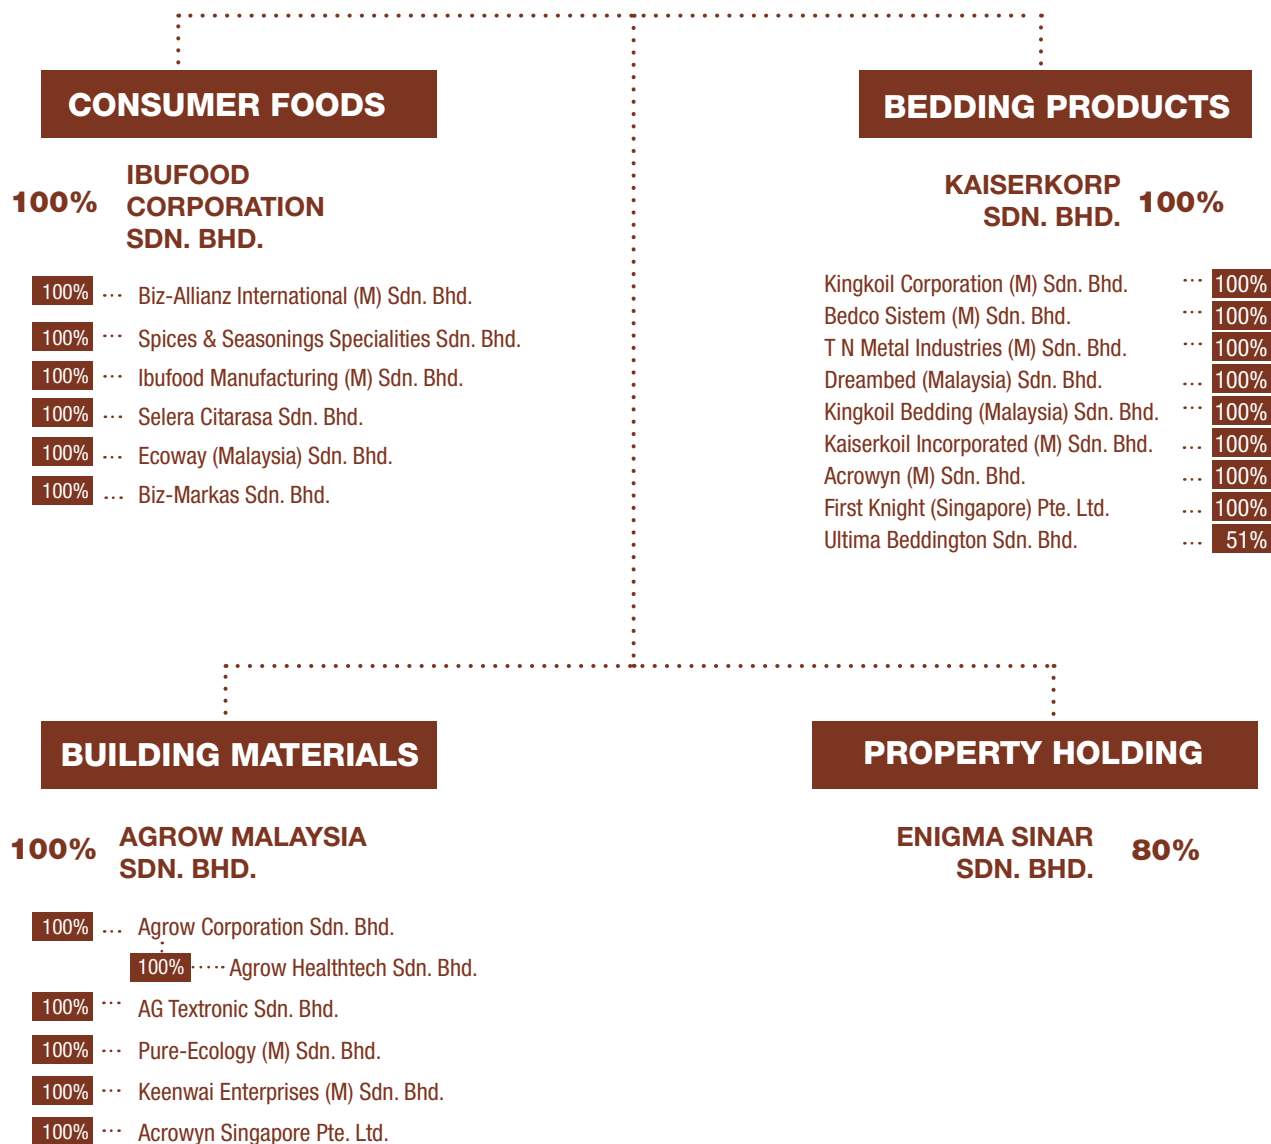 CONSUMER FOODS
100%
IBUFOOD
CORPORATION
SDN. BHD.
100% ... Biz-Allianz International (M) Sdn. Bhd.
100% ... Spices & Seasonings Specialities Sdn. Bhd.
100% ... Ibufood Manufacturing (M) Sdn. Bhd.
100% ... Selera Citarasa Sdn. Bhd.
100% ... Ecoway (Malaysia) Sdn. Bhd.
100% ... Biz-Markas Sdn. Bhd.
BEDDING PRODUCTS
KAISERKORP
SDN. BHD.
100%
Kingkoil Corporation (M) Sdn. Bhd. ... 100%
Bedco Sistem (M) Sdn. Bhd. ... 100%
T N Metal Industries (M) Sdn. Bhd. ... 100%
Dreambed (Malaysia) Sdn. Bhd. ... 100%
Kingkoil Bedding (Malaysia) Sdn. Bhd. ... 100%
Kaiserkoil Incorporated (M) Sdn. Bhd. ... 100%
Acrowyn (M) Sdn. Bhd. ... 100%
First Knight (Singapore) Pte. Ltd. ... 100%
Ultima Beddington Sdn. Bhd. ... 51%
BUILDING MATERIALS
100%
AGROW MALAYSIA
SDN. BHD.
100% ... Agrow Corporation Sdn. Bhd.
100% ..... Agrow Healthtech Sdn. Bhd.
100% ... AG Textronic Sdn. Bhd.
100% ... Pure-Ecology (M) Sdn. Bhd.
100% ... Keenwai Enterprises (M) Sdn. Bhd.
100% ... Acrowyn Singapore Pte. Ltd.
PROPERTY HOLDING
ENIGMA SINAR
SDN. BHD.
80%